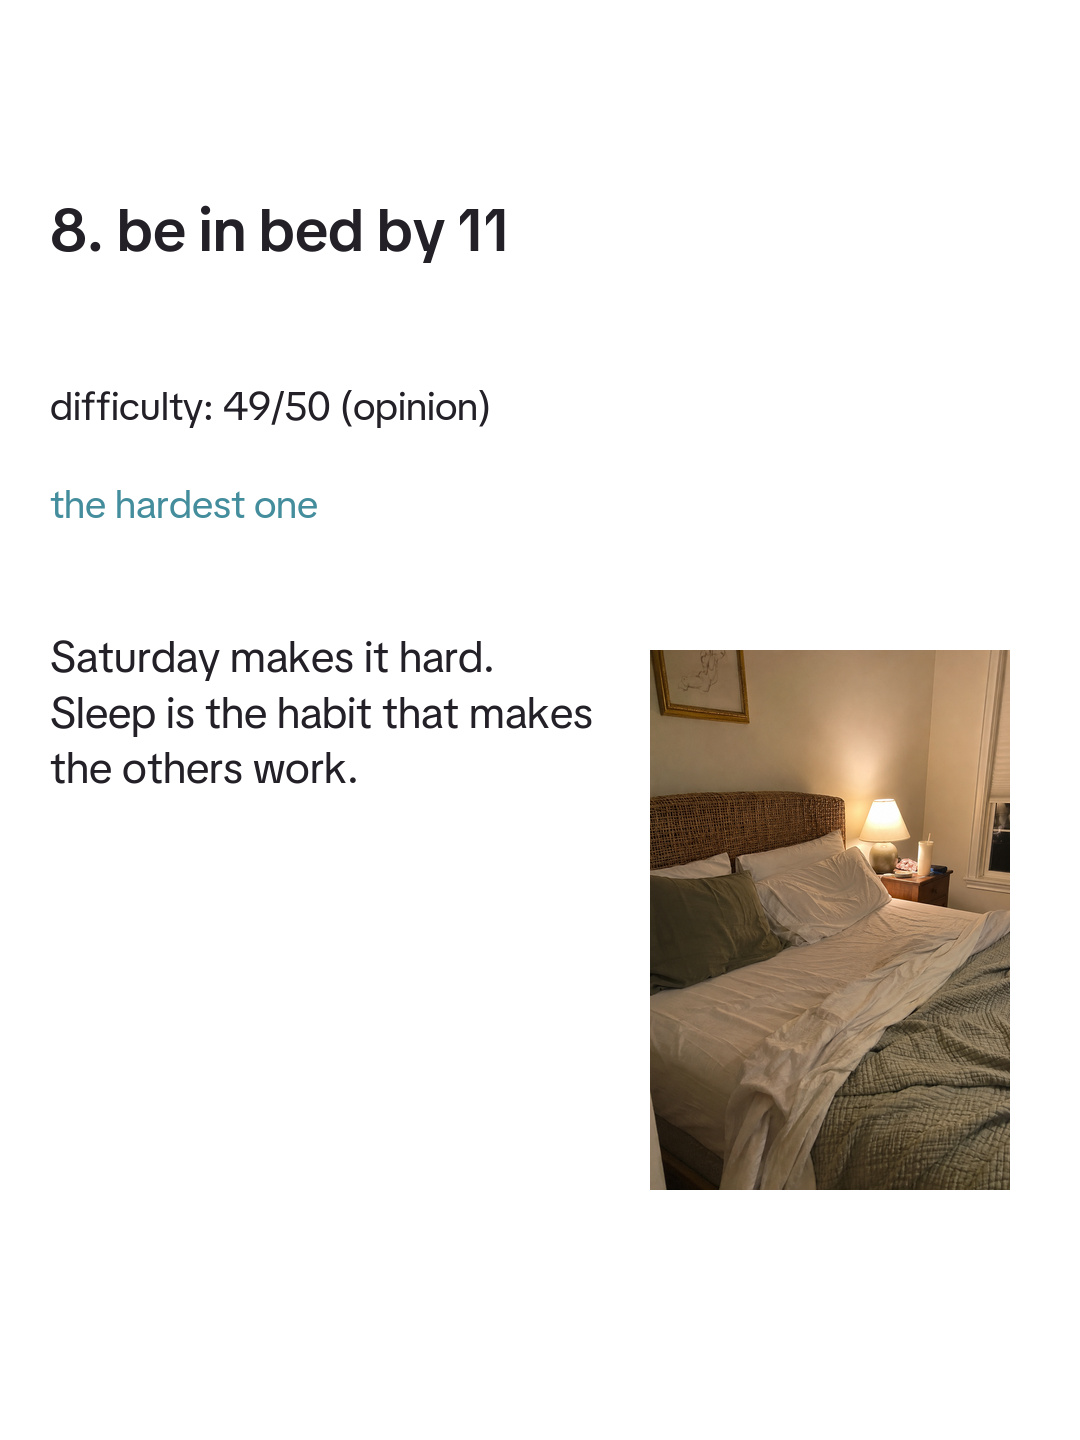 8. be in bed by 11
difficulty: 49/50 (opinion)
the hardest one
Saturday makes it hard.
Sleep is the habit that makes
the others work.